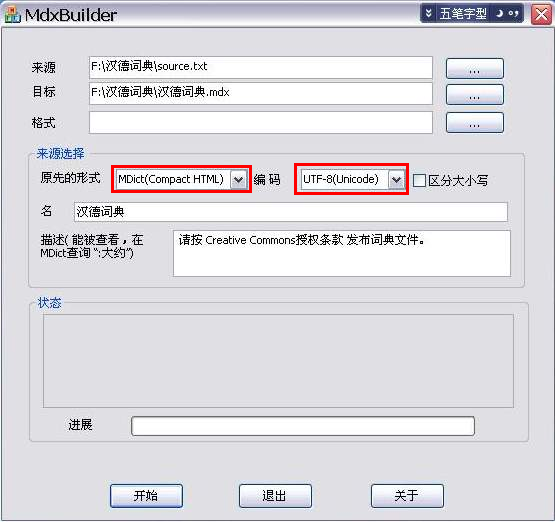 MdxBuilder
五笔字型
来源
F:\汉德词典\source.txt
...
目标
F:\汉德词典\汉德词典.mdx
...
格式
...
来源选择
原先的形式
MDict(Compact HTML)
编 码
UTF-8(Unicode)
区分大小写
名
汉德词典
描述( 能被查看，在
MDict查询 “:大约”)
请按 Creative Commons授权条款 发布词典文件。
状态
进展
开始
退出
关于